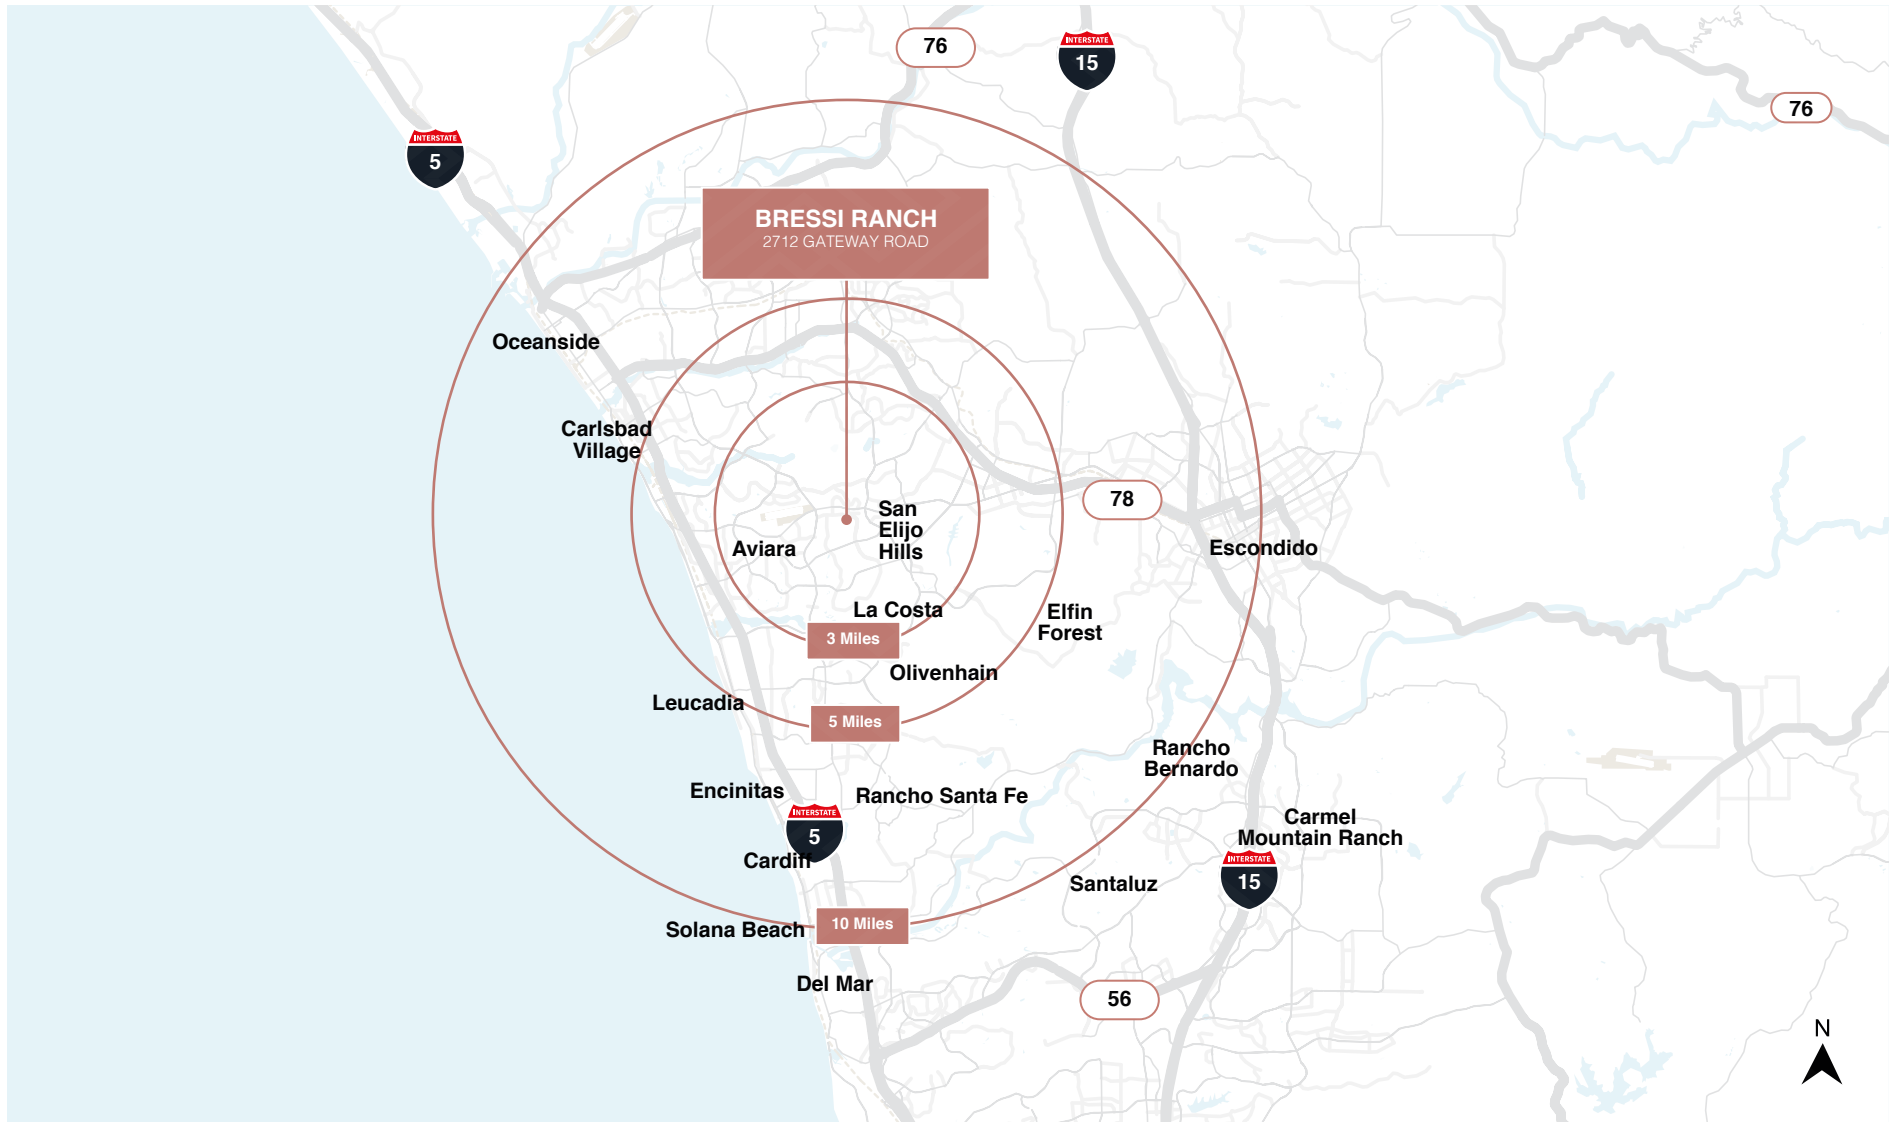 76
INTERSTATE
15
76
INTERSTATE
5
BRESSI RANCH
2712 GATEWAY ROAD
Oceanside
Carlsbad
Village
78
San
Elijo
Hills
Aviara
Escondido
La Costa
Elfin
Forest
3 Miles
Olivenhain
Leucadia
5 Miles
Rancho
Bernardo
Encinitas
Rancho Santa Fe
INTERSTATE
5
Carmel
Mountain Ranch
Cardiff
INTERSTATE
15
Santaluz
10 Miles
Solana Beach
Del Mar
56
N